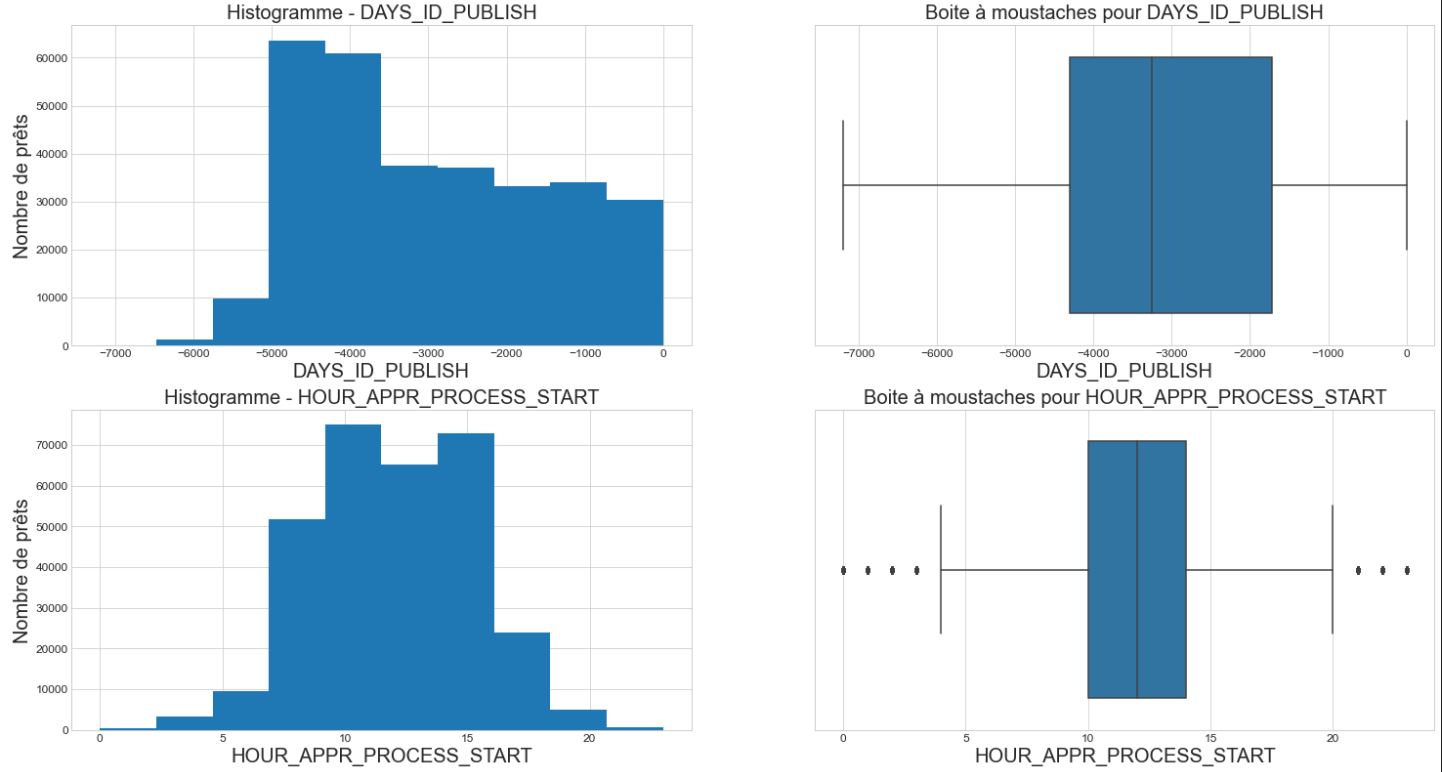 Histogramme - DAYS_ID_PUBLISH
Boite à moustaches pour DAYS_ID_PUBLISH
Nombre de prêts
60000
50000
40000
30000
20000
10000
0
−7000 −6000 −5000 −4000 −3000 −2000 −1000 0
−7000 −6000 −5000 −4000 −3000 −2000 −1000 0
DAYS_ID_PUBLISH
DAYS_ID_PUBLISH
Histogramme - HOUR_APPR_PROCESS_START
Boite à moustaches pour HOUR_APPR_PROCESS_START
Nombre de prêts
70000
60000
50000
40000
30000
20000
10000
0
0 5 10 15 20
0 5 10 15 20
HOUR_APPR_PROCESS_START
HOUR_APPR_PROCESS_START